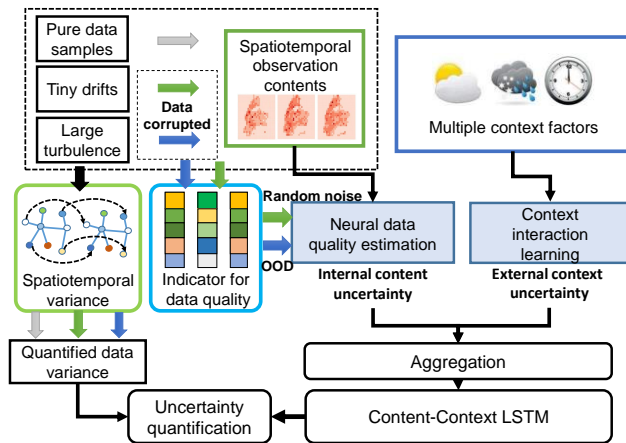 Pure data
samples
Tiny drifts
Large
turbulence
Data
corrupted
Spatiotemporal
observation
contents
Multiple context factors
Random noise
OOD
Spatiotemporal
variance
Indicator for
data quality
Neural data
quality estimation
Context
interaction
learning
Internal content
uncertainty
External context
uncertainty
Quantified data
variance
Aggregation
Uncertainty
quantification
Content-Context LSTM